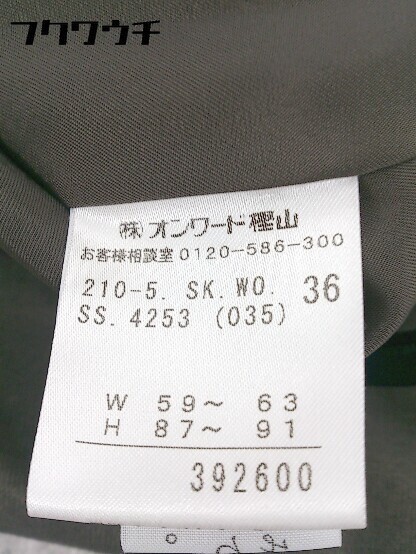 フクワウチ
㈱オンワード樫山
お客様相談室 0120-586-300
210-5. SK.WO. 36
SS. 4253 (035)
W 59～ 63
H 87～ 91
392600